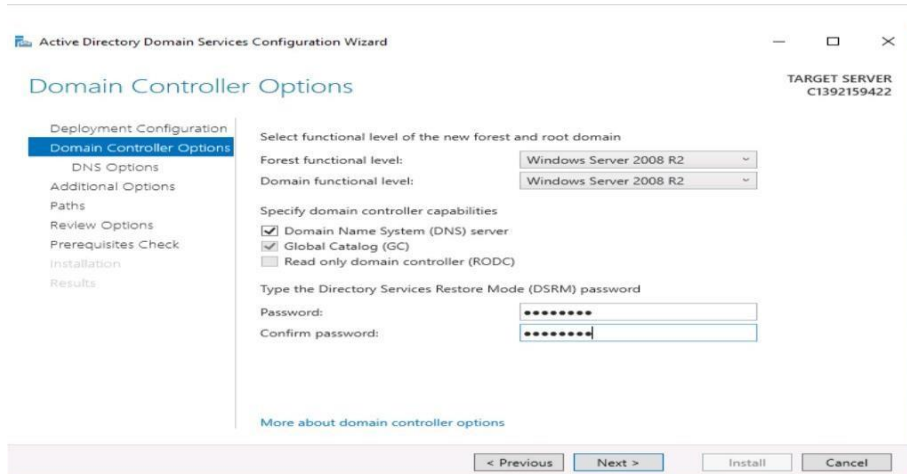 Active Directory Domain Services Configuration Wizard
Domain Controller Options
TARGET SERVER
C1392159422
Deployment Configuration
Domain Controller Options
DNS Options
Additional Options
Paths
Review Options
Prerequisites Check
Installation
Results
Select functional level of the new forest and root domain
Forest functional level: Windows Server 2008 R2
Domain functional level: Windows Server 2008 R2
Specify domain controller capabilities
Domain Name System (DNS) server
Global Catalog (GC)
Read only domain controller (RODC)
Type the Directory Services Restore Mode (DSRM) password
Password: ••••••••
Confirm password: ••••••••
More about domain controller options
< Previous Next > Install Cancel